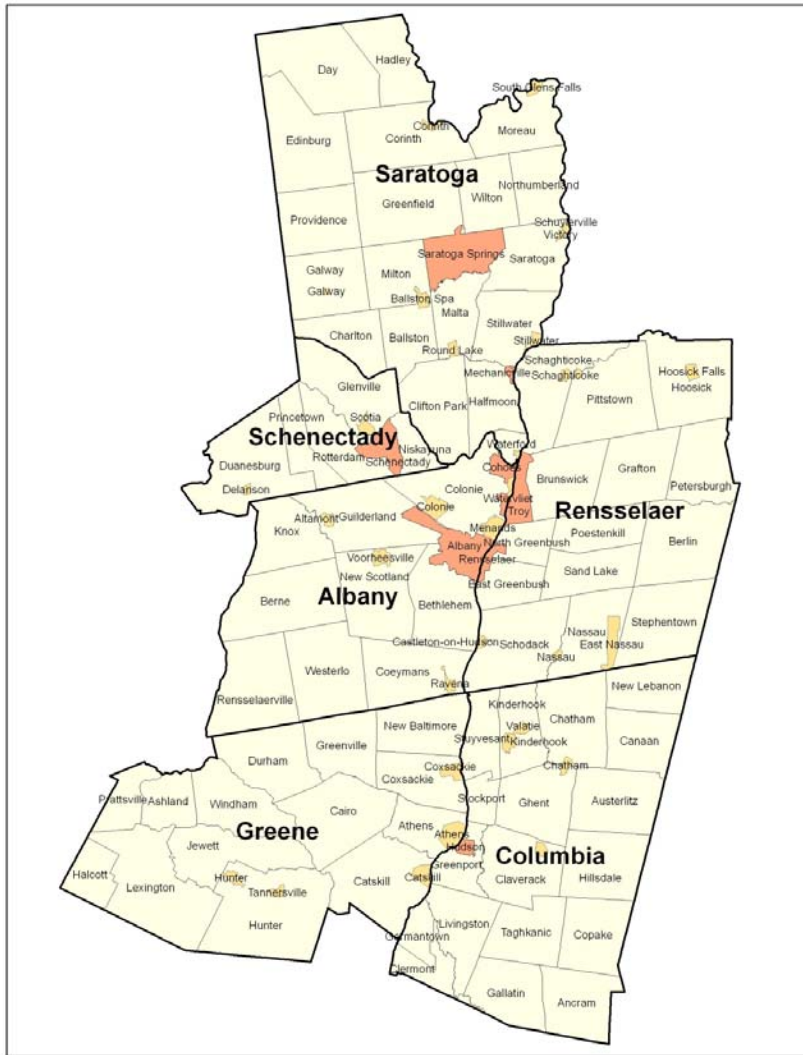 Hadley
Day
South Glens Falls
Corinth
Corinth
Moreau
Edinburg
Saratoga
Northumberland
Wilton
Greenfield
Providence
Schuylerville
Victory
Saratoga Springs
Saratoga
Galway
Milton
Galway
Ballston Spa
Malta
Stillwater
Charlton
Ballston
Stillwater
Round Lake
Schaghticoke
Mechanicville
Schaghticoke
Hoosick Falls
Hoosick
Glenville
Clifton Park
Halfmoon
Pittstown
Princetown
Scotia
Schenectady
Niskayuna
Waterford
Rotterdam
Schenectady
Cohoes
Grafton
Duanesburg
Brunswick
Petersburgh
Delanson
Colonie
Watervliet
Colonie
Troy
Rensselaer
Altamont
Guilderland
Knox
Menands
Poestenkill
Albany
North Greenbush
Berlin
Voorheesville
Rensselaer
Sand Lake
New Scotland
East Greenbush
Albany
Berne
Bethlehem
Stephentown
Nassau
Castleton-on-Hudson
Schodack
East Nassau
Nassau
Westerlo
Coeymans
Ravena
Rensselaerville
New Lebanon
Kinderhook
Chatham
New Baltimore
Valatie
Stuyvesant
Kinderhook
Canaan
Greenville
Durham
Coxsackie
Chatham
Coxsackie
Prattsville
Ashland
Windham
Stockport
Ghent
Austerlitz
Cairo
Athens
Greene
Athens
Jewett
Hudson
Columbia
Greenport
Halcott
Hunter
Catskill
Catskill
Claverack
Hillsdale
Lexington
Tannersville
Hunter
Livingston
Germantown
Taghkanic
Copake
Clermont
Gallatin
Ancram